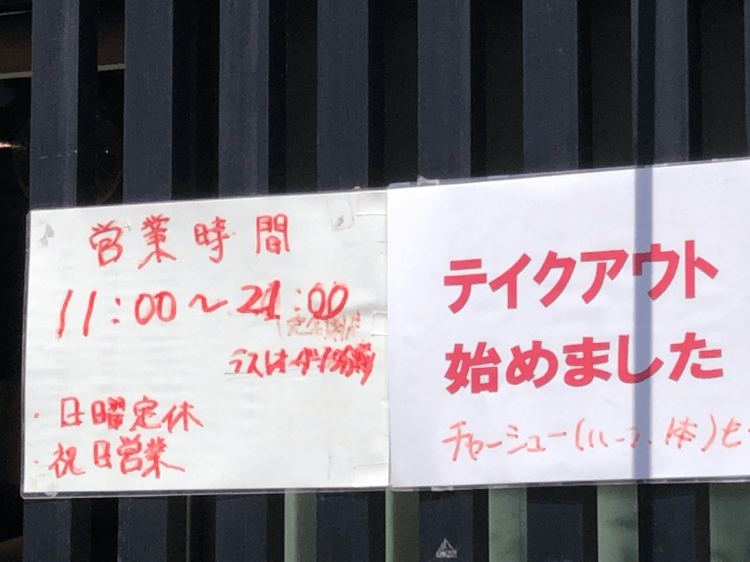 営業時間
11:00～21:00
ラストオーダー
・日曜定休
・祝日営業
テイクアウト
始めました
チャーシュー(ハーフ、1体)も